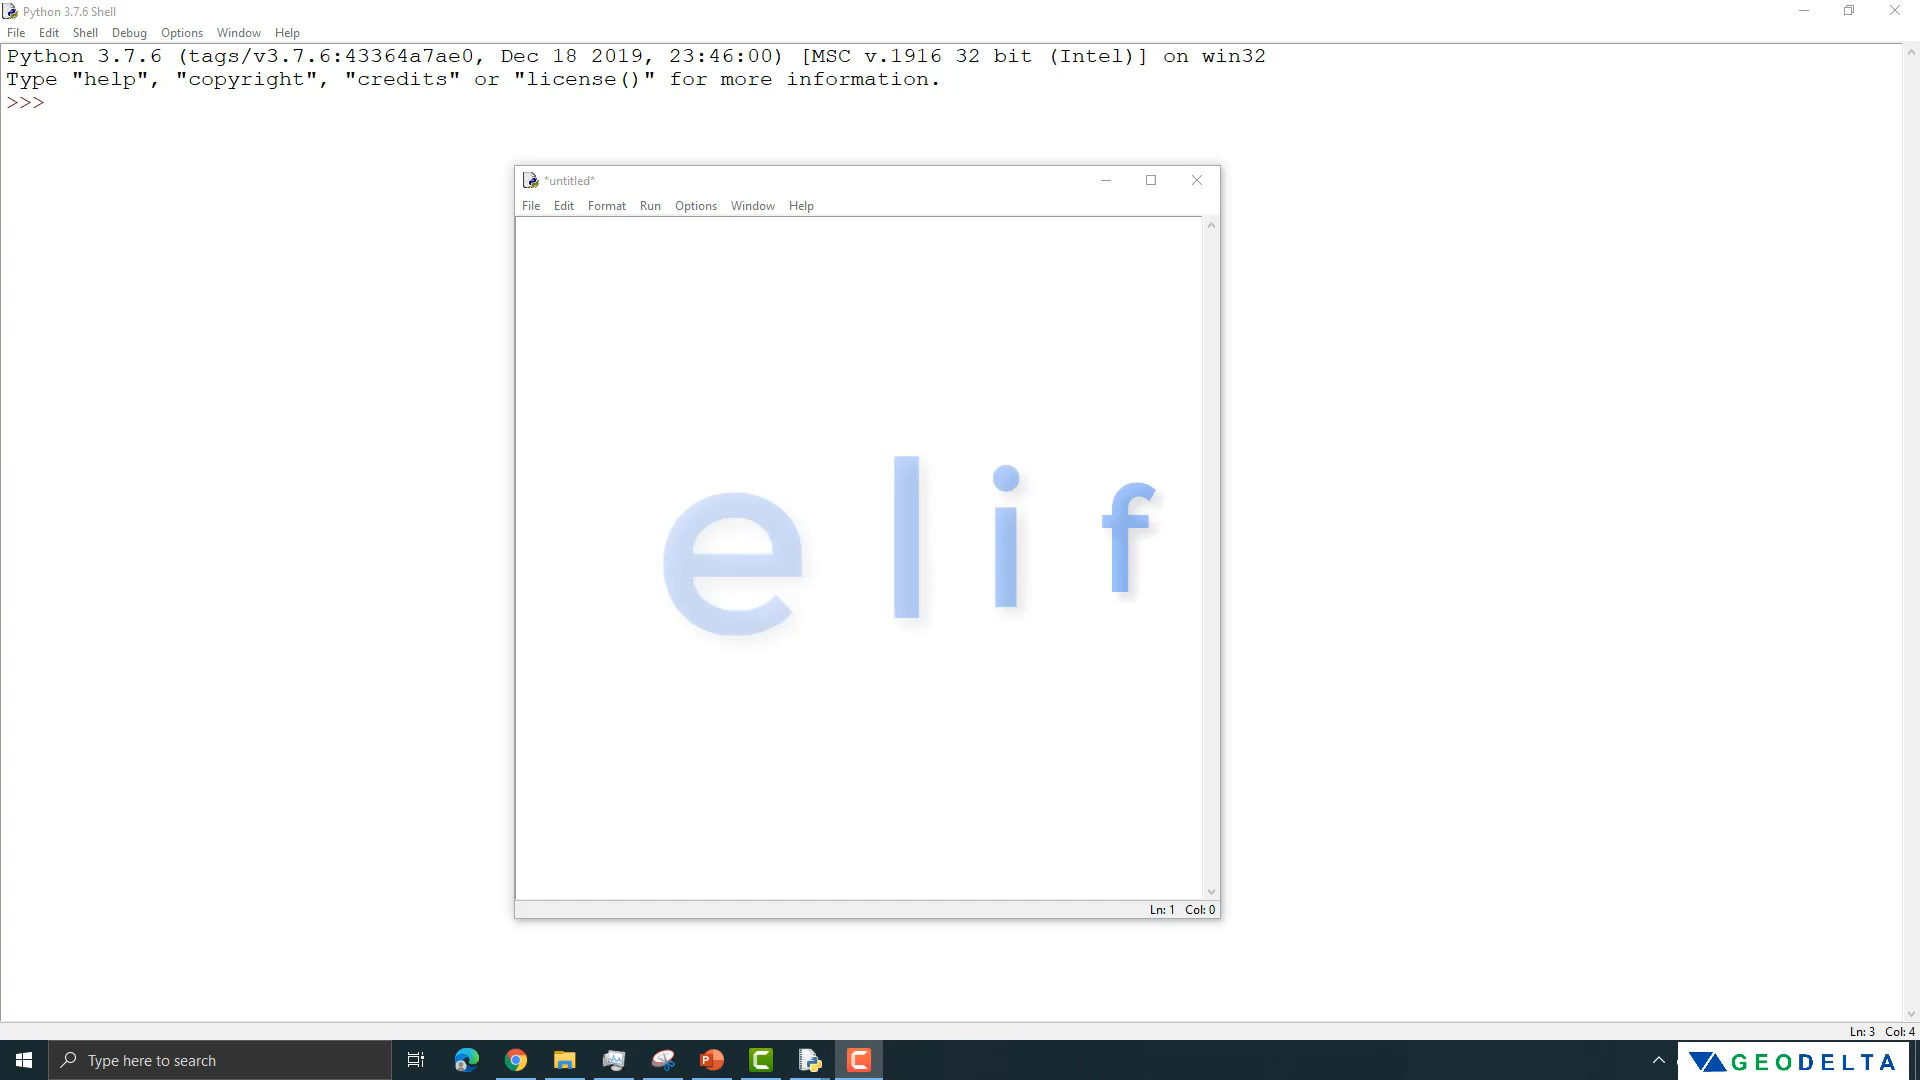 Python 3.7.6 Shell
File Edit Shell Debug Options Window Help
Python 3.7.6 (tags/v3.7.6:43364a7ae0, Dec 18 2019, 23:46:00) [MSC v.1916 32 bit (Intel)] on win32
Type "help", "copyright", "credits" or "license()" for more information.
>>>
*untitled*
File Edit Format Run Options Window Help
elif
Ln: 1 Col: 0
Ln: 3 Col: 4
Type here to search
GEODELTA